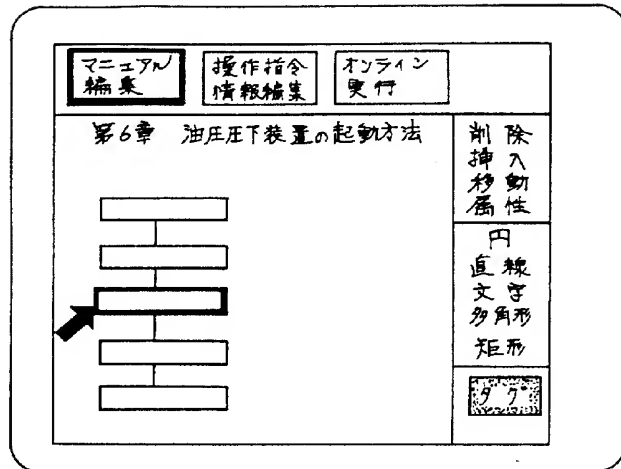 マニュアル
編集
操作指令
情報編集
オンライン
実行
第6章 油圧圧下装置の起動方法
削除
挿入
移動
属性
円
直線
文字
多角形
矩形
タグ